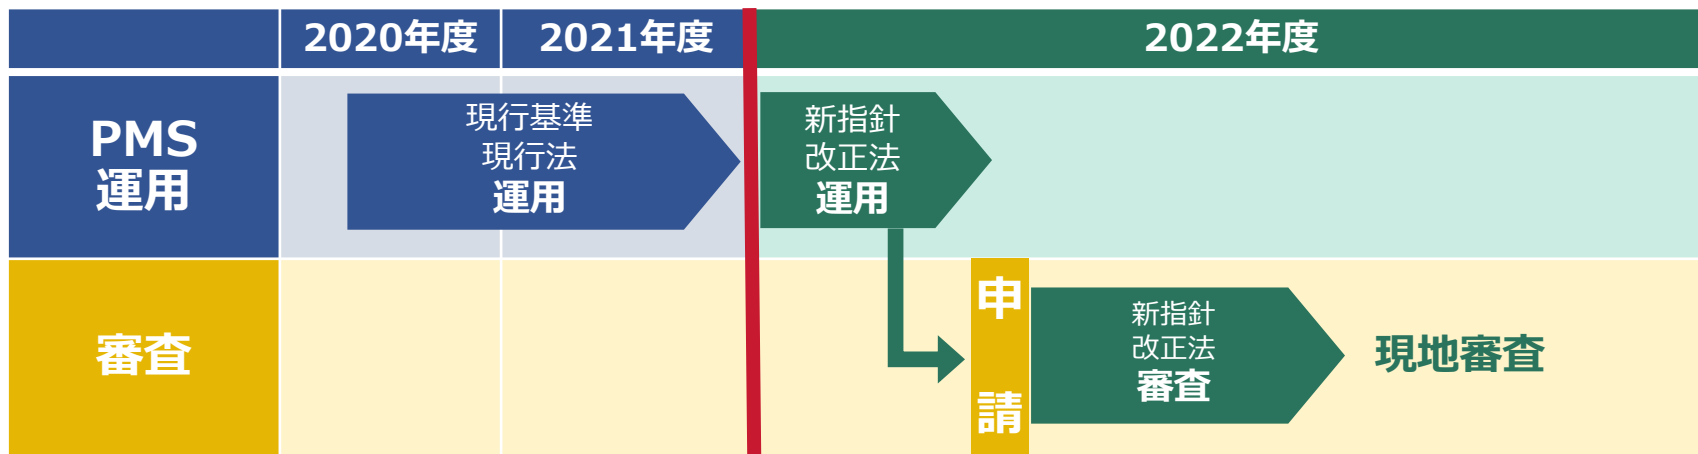 2020年度
2021年度
2022年度
PMS
運用
現行基準
現行法
運用
新指針
改正法
運用
審査
申
請
新指針
改正法
審査
現地審査